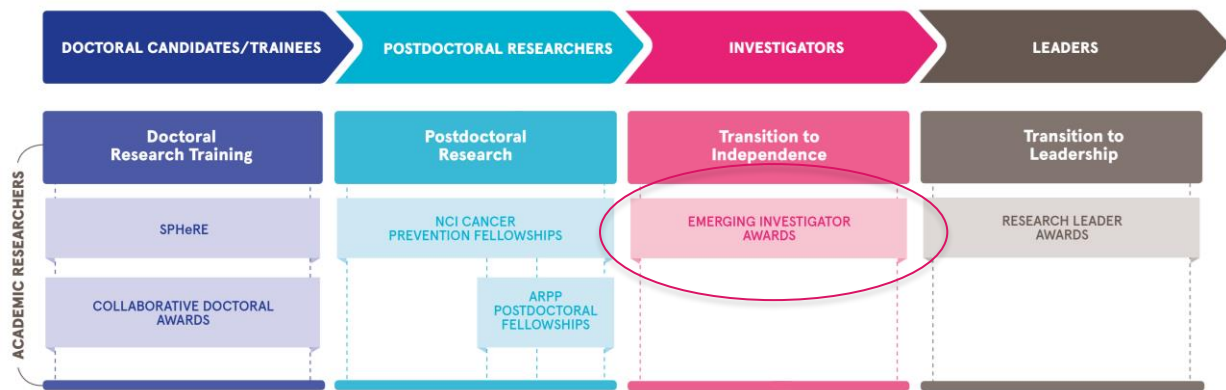 DOCTORAL CANDIDATES/TRAINEES
POSTDOCTORAL RESEARCHERS
INVESTIGATORS
LEADERS
ACADEMIC RESEARCHERS
Doctoral
Research Training
Postdoctoral
Research
Transition to
Independence
Transition to
Leadership
SPHeRE
NCI CANCER
PREVENTION FELLOWSHIPS
EMERGING INVESTIGATOR
AWARDS
RESEARCH LEADER
AWARDS
COLLABORATIVE DOCTORAL
AWARDS
ARPP
POSTDOCTORAL
FELLOWSHIPS